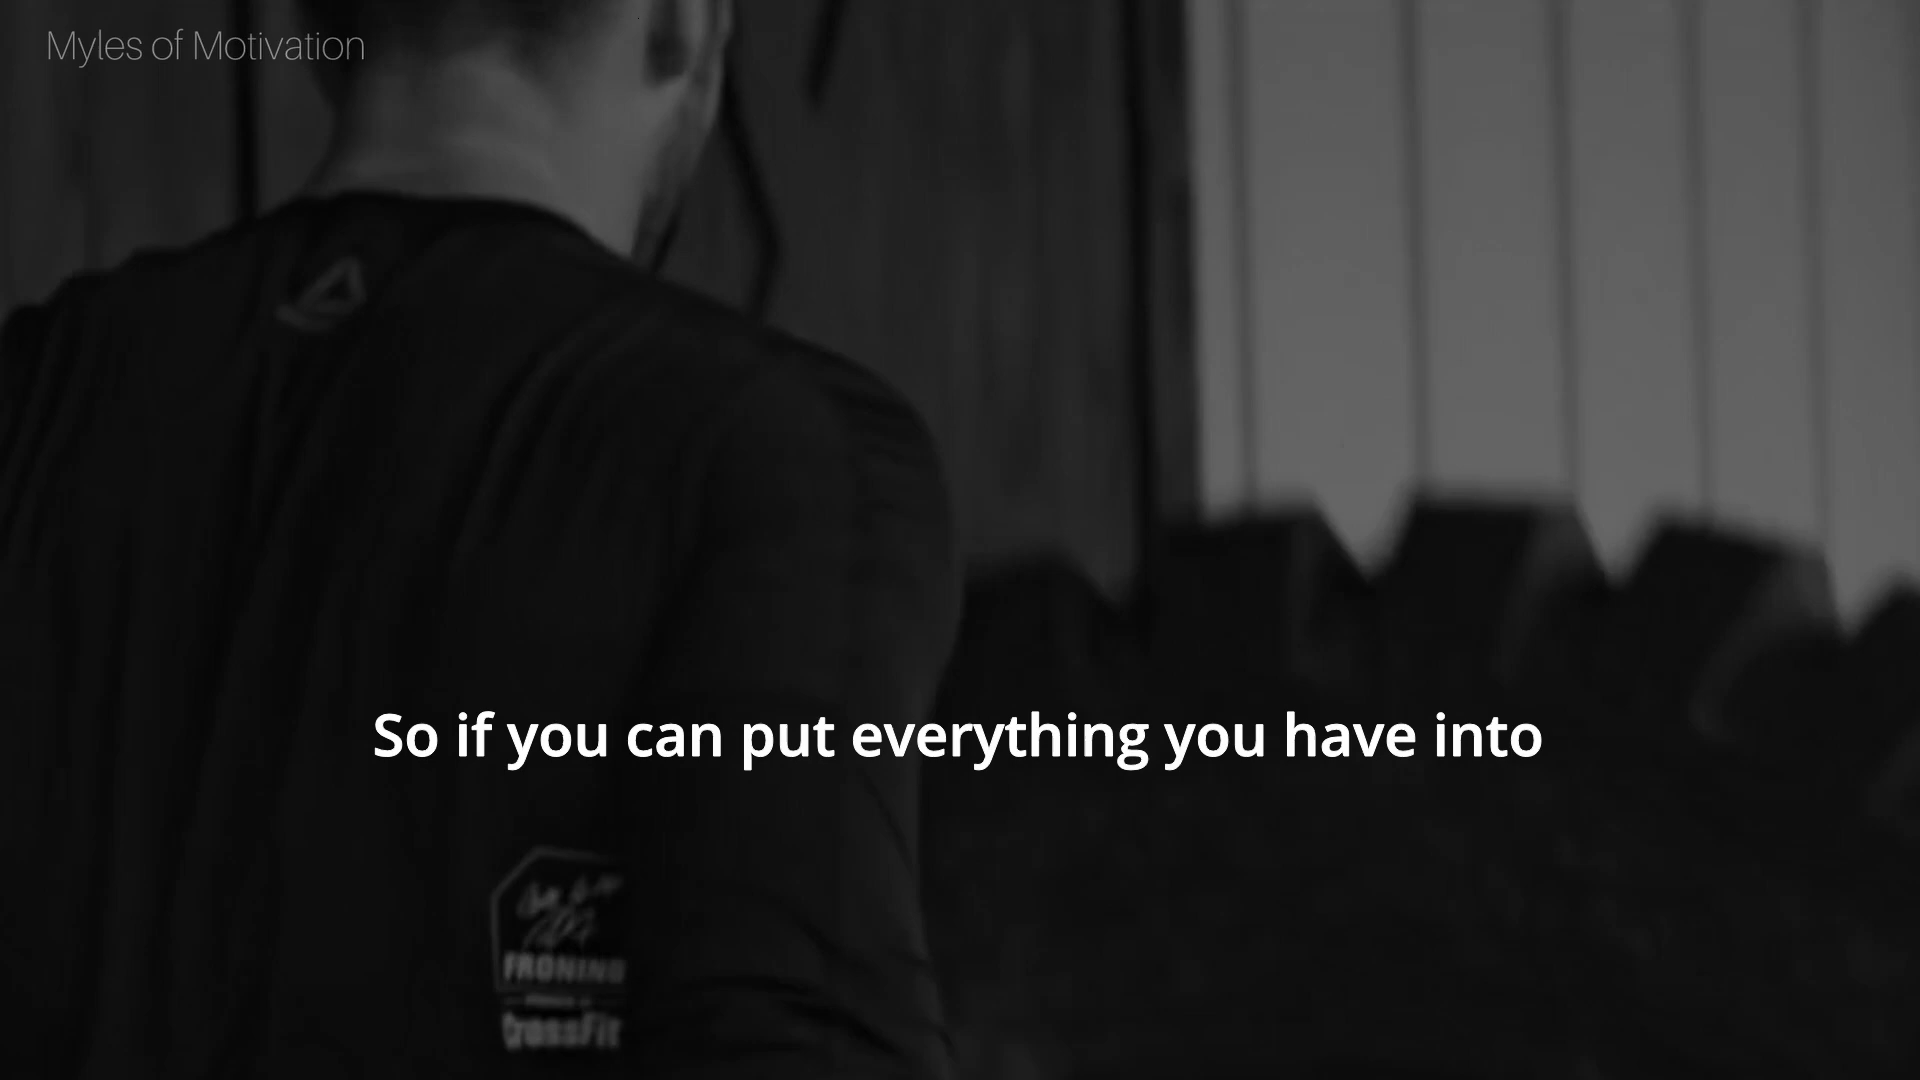 Myles of Motivation
So if you can put everything you have into
FRONING
CrossFit